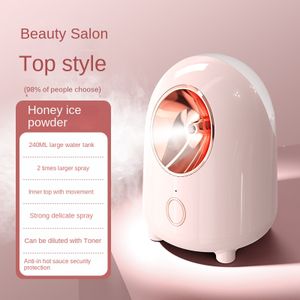 Beauty Salon
Top style
(98% of people choose)
Honey ice
powder
240ML large water tank
2 times larger spray
Inner top with movement
Strong delicate spray
Can be diluted with Toner
Anti-n hot sauce security
protection